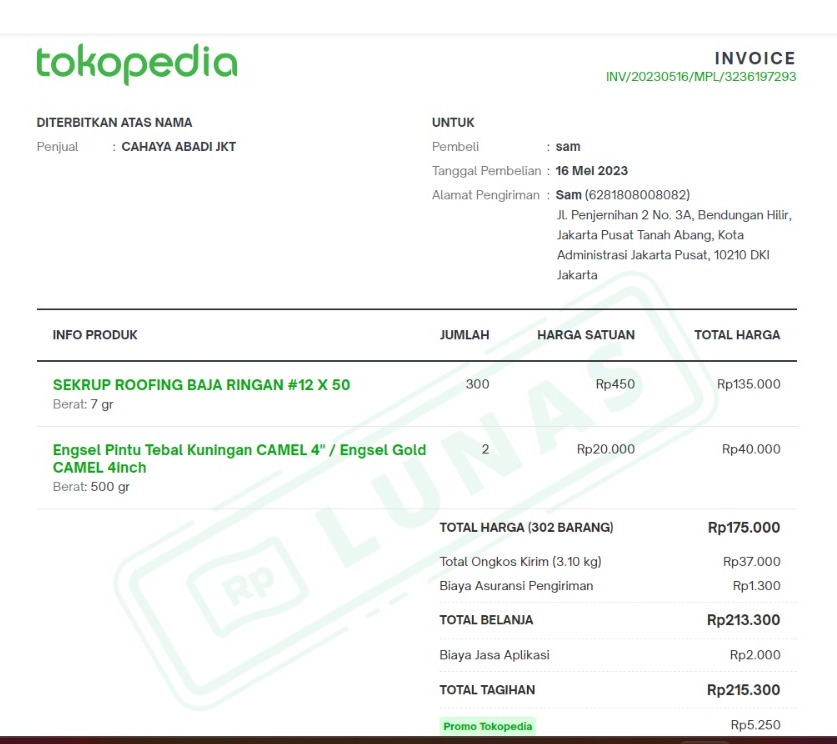 tokopedia
INVOICE
INV/20230516/MPL/3236197293
DITERBITKAN ATAS NAMA
Penjual : CAHAYA ABADI JKT
UNTUK
Pembeli : sam
Tanggal Pembelian : 16 Mei 2023
Alamat Pengiriman : Sam (6281808008082)
Jl. Penjernihan 2 No. 3A, Bendungan Hilir,
Jakarta Pusat Tanah Abang, Kota
Administrasi Jakarta Pusat, 10210 DKI
Jakarta
INFO PRODUK JUMLAH HARGA SATUAN TOTAL HARGA
SEKRUP ROOFING BAJA RINGAN #12 X 50 300 Rp450 Rp135.000
Berat: 7 gr
Engsel Pintu Tebal Kuningan CAMEL 4" / Engsel Gold 2 Rp20.000 Rp40.000
CAMEL 4inch
Berat: 500 gr
TOTAL HARGA (302 BARANG) Rp175.000
Total Ongkos Kirim (3.10 kg) Rp37.000
Biaya Asuransi Pengiriman Rp1.300
TOTAL BELANJA Rp213.300
Biaya Jasa Aplikasi Rp2.000
TOTAL TAGIHAN Rp215.300
Promo Tokopedia Rp5.250
Rp LUNAS